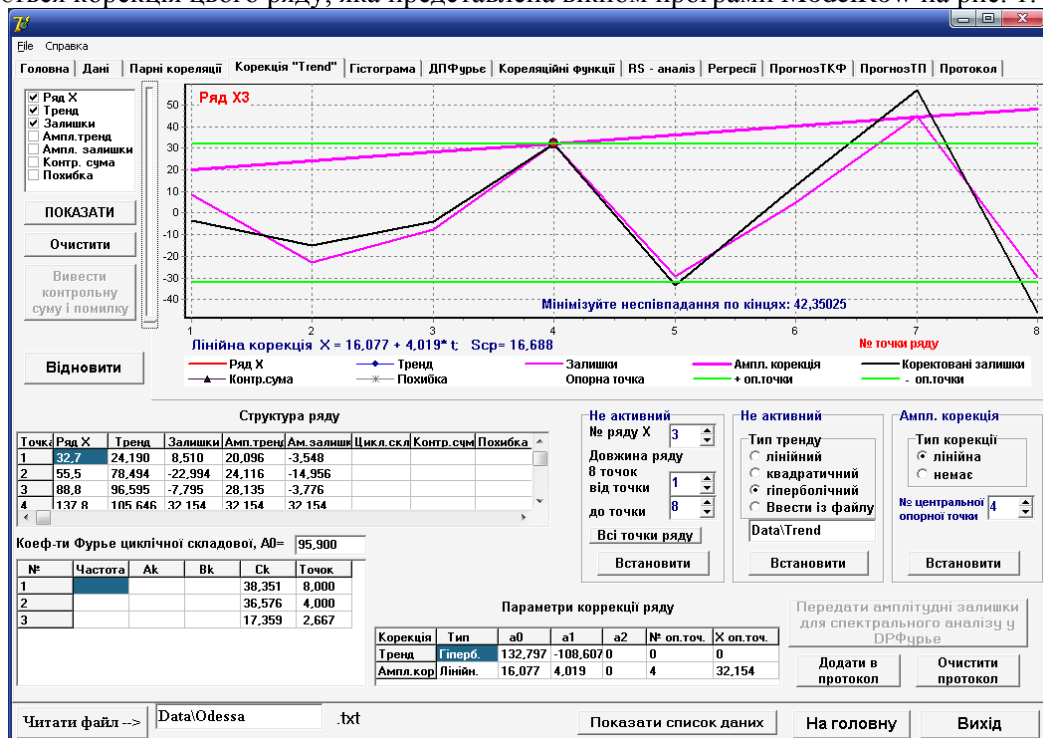 ється корекція цього ряду, яка представлена вікном програми ModelRow на рис. 1.
File Справка
Головна Дані Парні кореляції Корекція "Trend" Гістограма ДПФурье Кореляційні функції RS - аналіз Регресії ПрогнозТКФ ПрогнозТП Протокол
Ряд X
Тренд
Залишки
Ампл.тренд
Ампл. залишки
Контр. сума
Похибка
ПОКАЗАТИ
Очистити
Вивести контрольну суму і помилку
Відновити
Ряд X3
50
40
30
20
10
0
-10
-20
-30
-40
Мінімізуйте неспівпадання по кінцях: 42,35025
1 2 3 4 5 6 7 8
Лінійна корекція X = 16,077 + 4,019* t; Sср= 16,688
№ точки ряду
Ряд X Тренд Залишки Ампл. корекція Коректовані залишки
Контр.сума Похибка Опорна точка + оп.точки - оп.точки
Структура ряду
Точка Ряд X Тренд Залишки Амп.тренд Ам.залишк Цикл.скл Контр.сум Похибка
1 32,7 24,190 8,510 20,096 -3,548
2 55,5 78,494 -22,994 24,116 -14,956
3 88,8 96,595 -7,795 28,135 -3,776
4 137,8 105,646 32,154 32,154 32,154
Коеф-ти Фурье циклічної складової, A0= 95,900
№ Частота Ak Bk Ck Точок
1 38,351 8,000
2 36,576 4,000
3 17,359 2,667
Не активний
№ ряду X 3
Довжина ряду
8 точок
від точки 1
до точки 8
Всі точки ряду
Встановити
Не активний
Тип тренду
лінійний
квадратичний
гіперболічний
Ввести із файлу
Data\Trend
Встановити
Ампл. корекція
Тип корекції
лінійна
немає
№ центральної опорної точки 4
Встановити
Параметри коррекції ряду
Корекція Тип a0 a1 a2 № оп.точ. X оп.точ.
Тренд Гіперб. 132,797 -108,607 0 0 0
Ампл.кор Лінійн. 16,077 4,019 0 4 32,154
Передати амплітудні залишки для спектрального аналізу у DPФурье
Додати в протокол
Очистити протокол
Читати файл --> Data\Odessa .txt
Показати список даних
На головну
Вихід